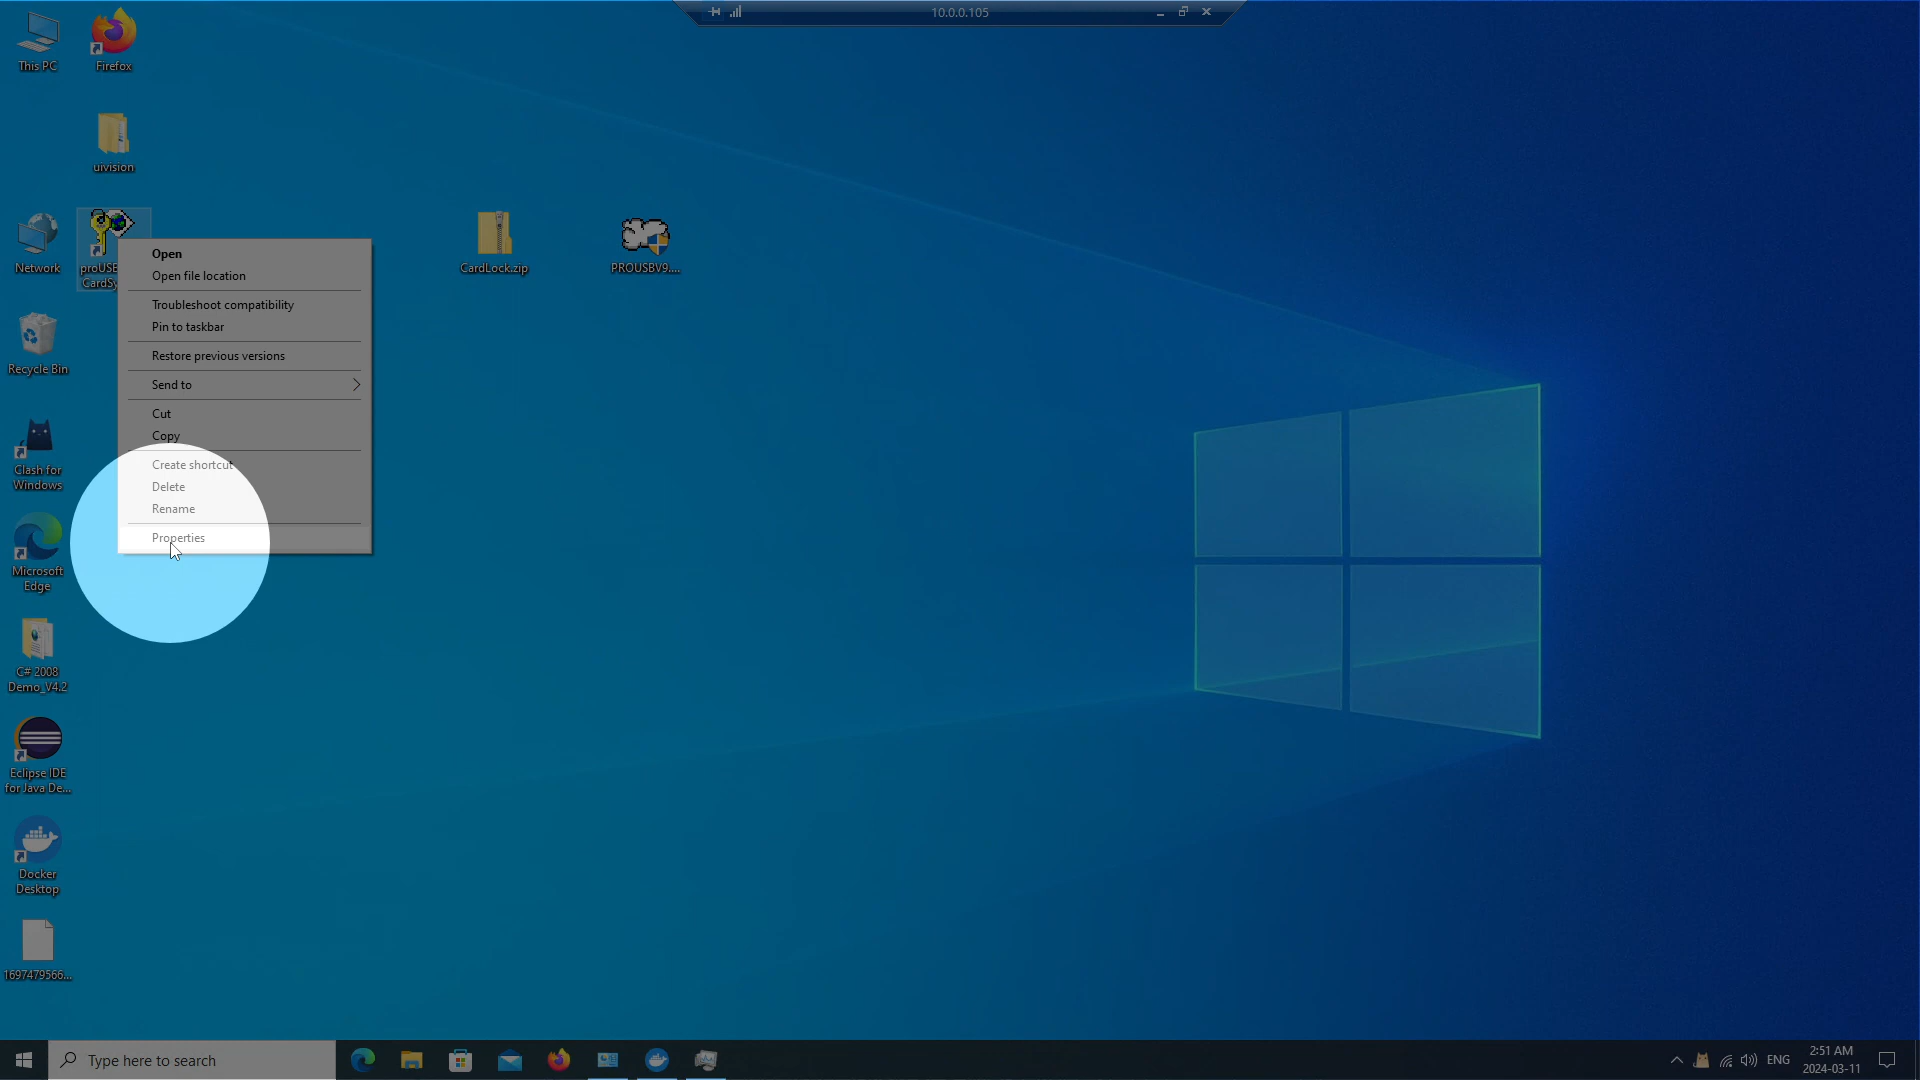 10.0.0.105
This PC
Firefox
uivision
Network
proUSB
CardSy
CardLock.zip
PROUSBV9....
Open
Open file location
Troubleshoot compatibility
Pin to taskbar
Restore previous versions
Send to
Cut
Copy
Create shortcut
Delete
Rename
Properties
Recycle Bin
Clash for
Windows
Microsoft
Edge
C# 2008
Demo_V4.2
Eclipse IDE
for Java De...
Docker
Desktop
1697479566...
Type here to search
ENG
2:51 AM
2024-03-11